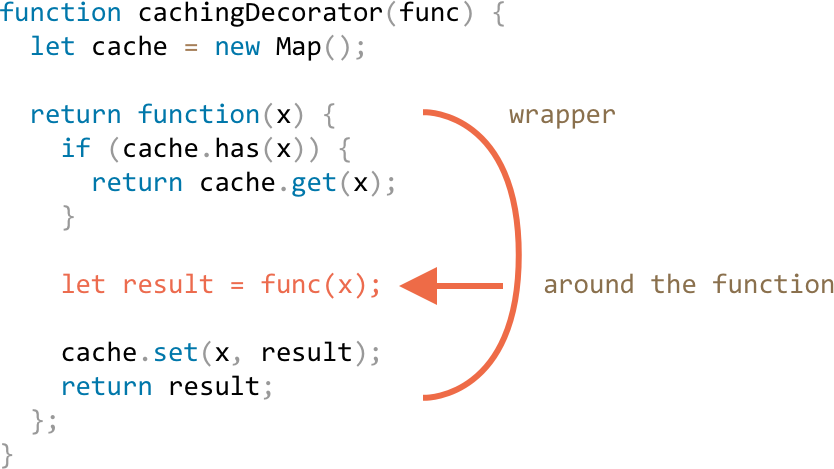 function cachingDecorator(func) {
  let cache = new Map();

  return function(x) { wrapper
    if (cache.has(x)) {
      return cache.get(x);
    }

    let result = func(x); around the function

    cache.set(x, result);
    return result;
  };
}